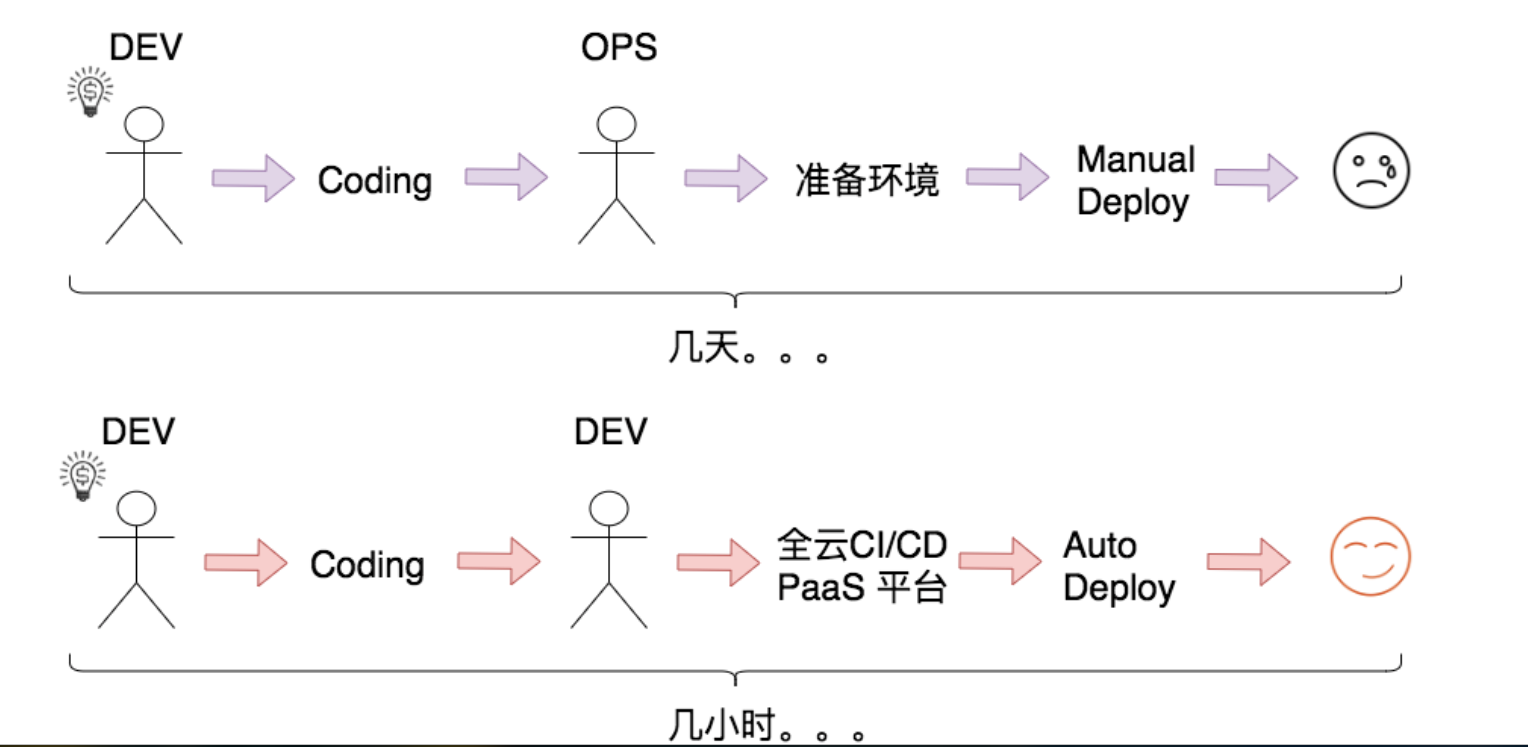 DEV
OPS
$
Coding
准备环境
Manual
Deploy
几天。。。
DEV
DEV
$
Coding
全云CI/CD
PaaS 平台
Auto
Deploy
几小时。。。